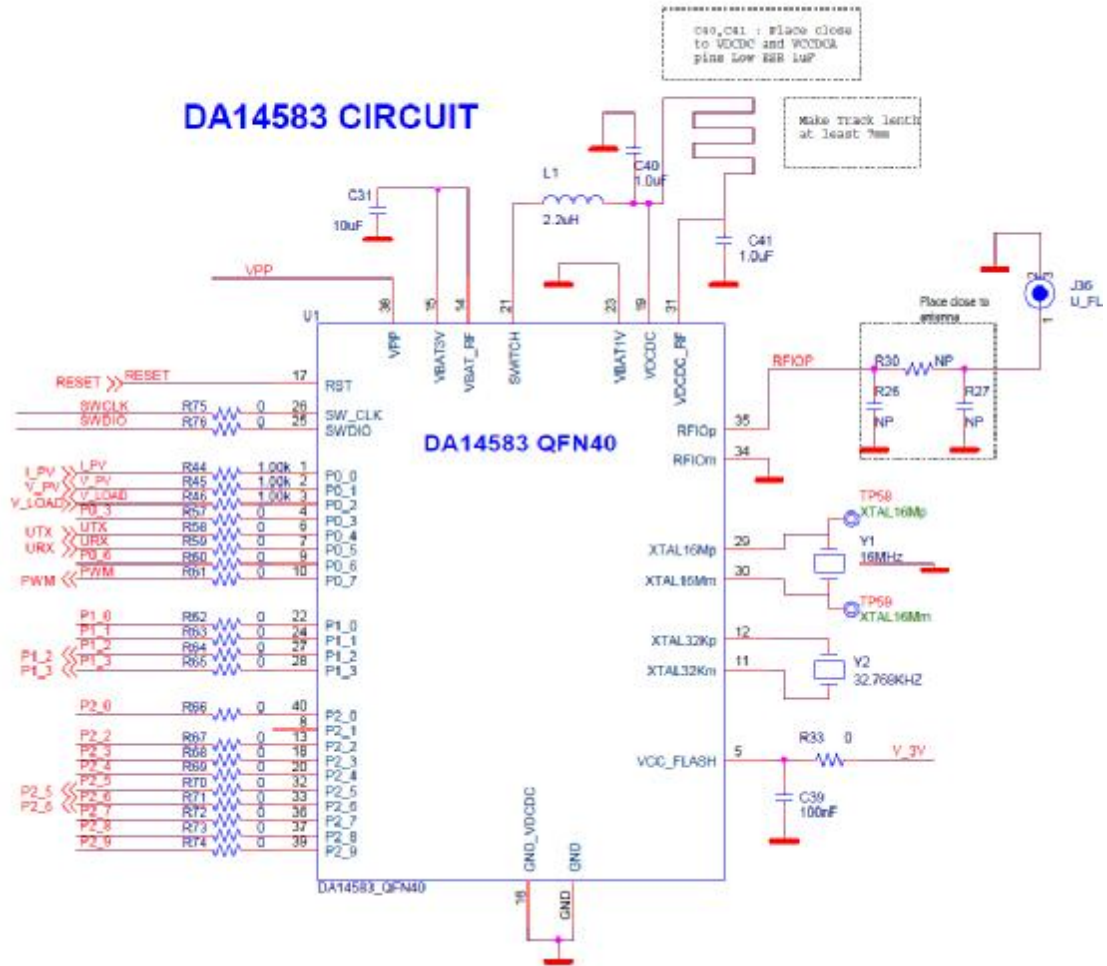 C40,C41 : Place close
to VDCDC and VCCDCA
pins Low ESR 1uF
DA14583 CIRCUIT
Make Track lenth
at least 7mm
C40
1.0uF
L1
2.2uH
C31
10uF
C41
1.0uF
VPP
J36
U_FL
2
3
1
Place close to
antenna
U1
38
15
14
21
23
19
31
VPP
VBAT3V
VBAT_RF
SWITCH
VBAT1V
VDCDC
VDCDC_RF
RFIOP
R30 NP
R26
NP
R27
NP
DA14583 QFN40
RESET RESET 17 RST
SWCLK R75 0 26 SW_CLK
SWDIO R76 0 25 SWDIO
I_PV I_PV R44 1.00k 1 P0_0
V_PV V_PV R45 1.00k 2 P0_1
V_LOAD V_LOAD R46 1.00k 3 P0_2
P0_3 R57 0 4 P0_3
UTX UTX R58 0 6 P0_4
URX URX R59 0 7 P0_5
P0_6 R60 0 9 P0_6
PWM PWM R61 0 10 P0_7
P1_0 R62 0 22 P1_0
P1_1 R63 0 24 P1_1
P1_2 P1_2 R64 0 27 P1_2
P1_3 P1_3 R65 0 28 P1_3
P2_0 R66 0 40 P2_0
8 P2_1
P2_2 R67 0 13 P2_2
P2_3 R68 0 18 P2_3
P2_4 R69 0 20 P2_4
P2_5 P2_5 R70 0 32 P2_5
P2_6 P2_6 R71 0 33 P2_6
P2_7 R72 0 36 P2_7
P2_8 R73 0 37 P2_8
P2_9 R74 0 39 P2_9
RFIOp 35
RFIOm 34
TP58
XTAL16Mp
XTAL16Mp 29
Y1
16MHz
XTAL16Mm 30
TP59
XTAL16Mm
XTAL32Kp 12
XTAL32Km 11
Y2
32.768KHZ
VCC_FLASH 5
R33 0
V_3V
C39
100nF
GND_VDCDC
GND
DA14583_QFN40
16
GND